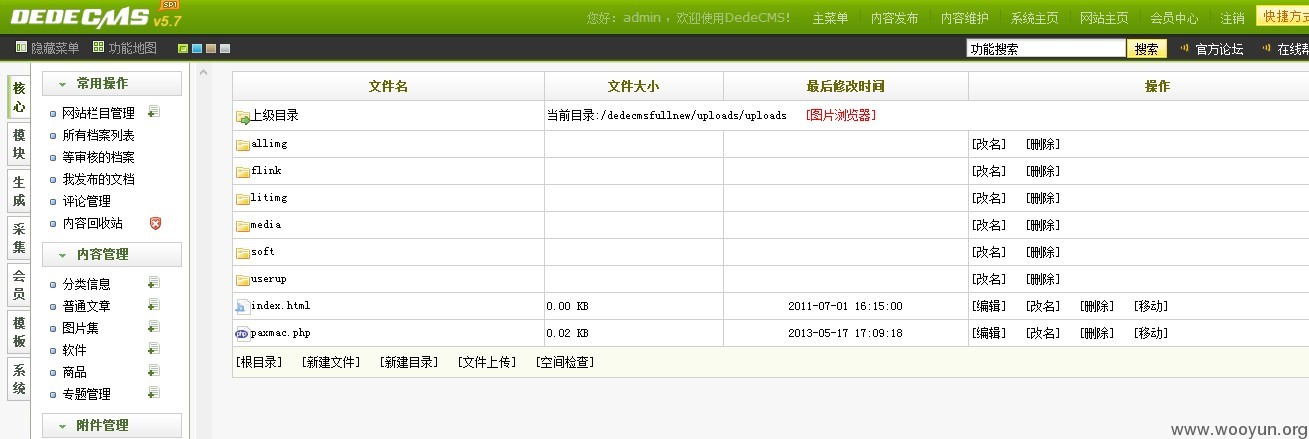 DEDECMS v5.7 SP1
您好：admin ，欢迎使用DedeCMS！ 主菜单 内容发布 内容维护 系统主页 网站主页 会员中心 注销 快捷方式
隐藏菜单 功能地图 功能搜索 搜索 官方论坛 在线帮
核心
模块
生成
采集
会员
模板
系统
常用操作
网站栏目管理
所有档案列表
等审核的档案
我发布的文档
评论管理
内容回收站
内容管理
分类信息
普通文章
图片集
软件
商品
专题管理
附件管理
文件名 文件大小 最后修改时间 操作
上级目录 当前目录:/dedecmsfullnew/uploads/uploads [图片浏览器]
allimg [改名] [删除]
flink [改名] [删除]
litimg [改名] [删除]
media [改名] [删除]
soft [改名] [删除]
userup [改名] [删除]
index.html 0.00 KB 2011-07-01 16:15:00 [编辑] [改名] [删除] [移动]
paxmac.php 0.02 KB 2013-05-17 17:09:18 [编辑] [改名] [删除] [移动]
[根目录] [新建文件] [新建目录] [文件上传] [空间检查]
www.wooyun.org